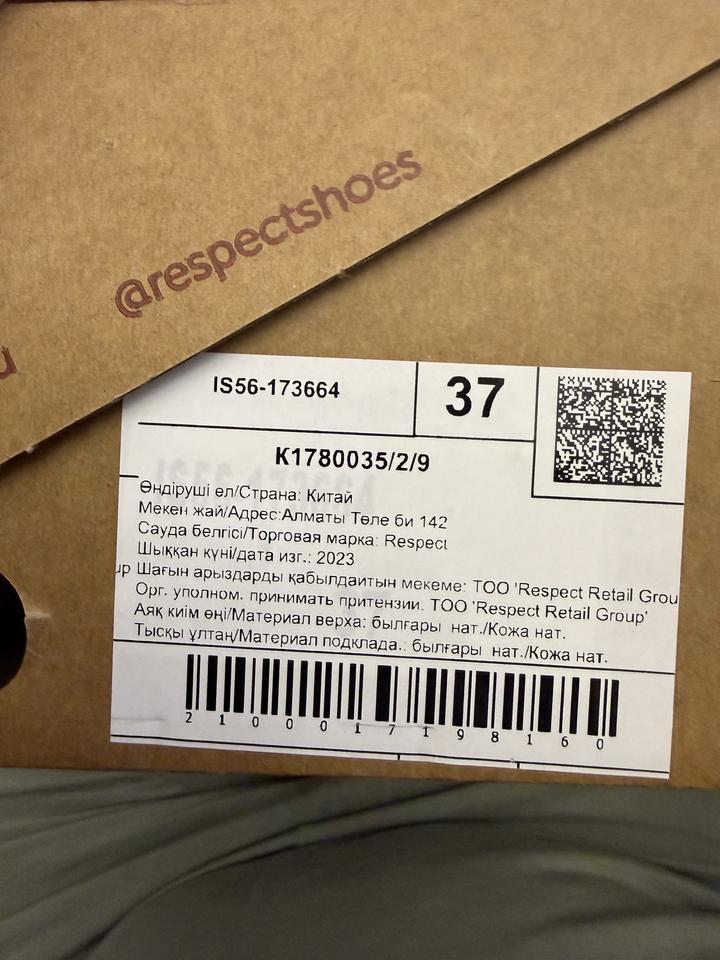 @respectshoes
IS56-173664
37
K1780035/2/9
Өндіруші ел/Страна: Китай
Мекен жай/Адрес:Алматы Төле би 142
Сауда белгісі/Торговая марка: Respect
Шыққан күні/дата изг.: 2023
Шағын арыздарды қабылдаитын мекеме: ТОО 'Respect Retail Grou
Орг. уполном. принимать притензии. ТОО 'Respect Retail Group'
Аяқ киім өңі/Материал верха: былғары нат./Кожа нат.
Тысқы ұлтаң/Материал подклада.: былғары нат./Кожа нат.
2100017198160